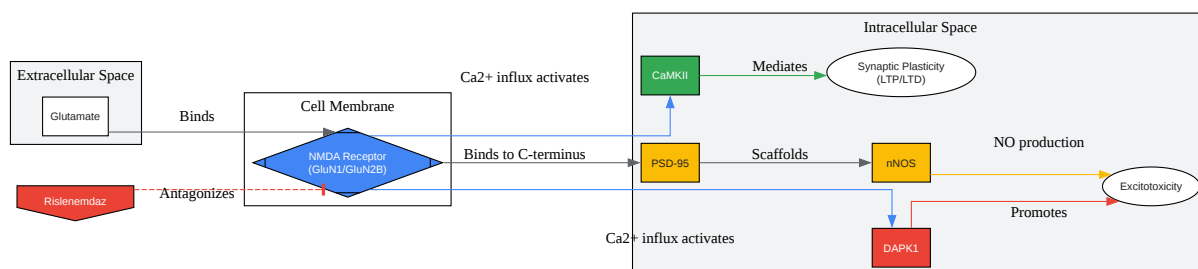 Extracellular Space
Glutamate
Binds
Rislenemdaz
Antagonizes
Cell Membrane
NMDA Receptor
(GluN1/GluN2B)
Ca2+ influx activates
Binds to C-terminus
Ca2+ influx activates
Intracellular Space
CaMKII
Mediates
Synaptic Plasticity
(LTP/LTD)
PSD-95
Scaffolds
nNOS
NO production
Excitotoxicity
Promotes
DAPK1